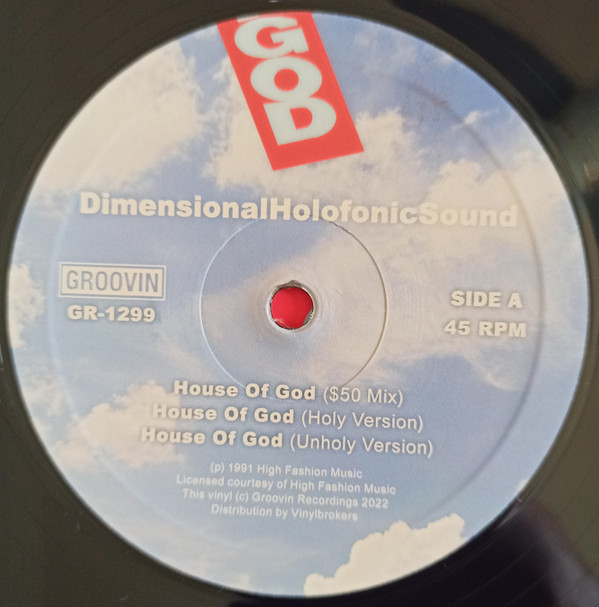 GOD
DimensionalHolofonicSound
GROOVIN
GR-1299
SIDE A
45 RPM
House Of God ($50 Mix)
House Of God (Holy Version)
House Of God (Unholy Version)
(p) 1991 High Fashion Music
Licensed courtesy of High Fashion Music
This vinyl (c) Groovin Recordings 2022
Distribution by Vinylbrokers